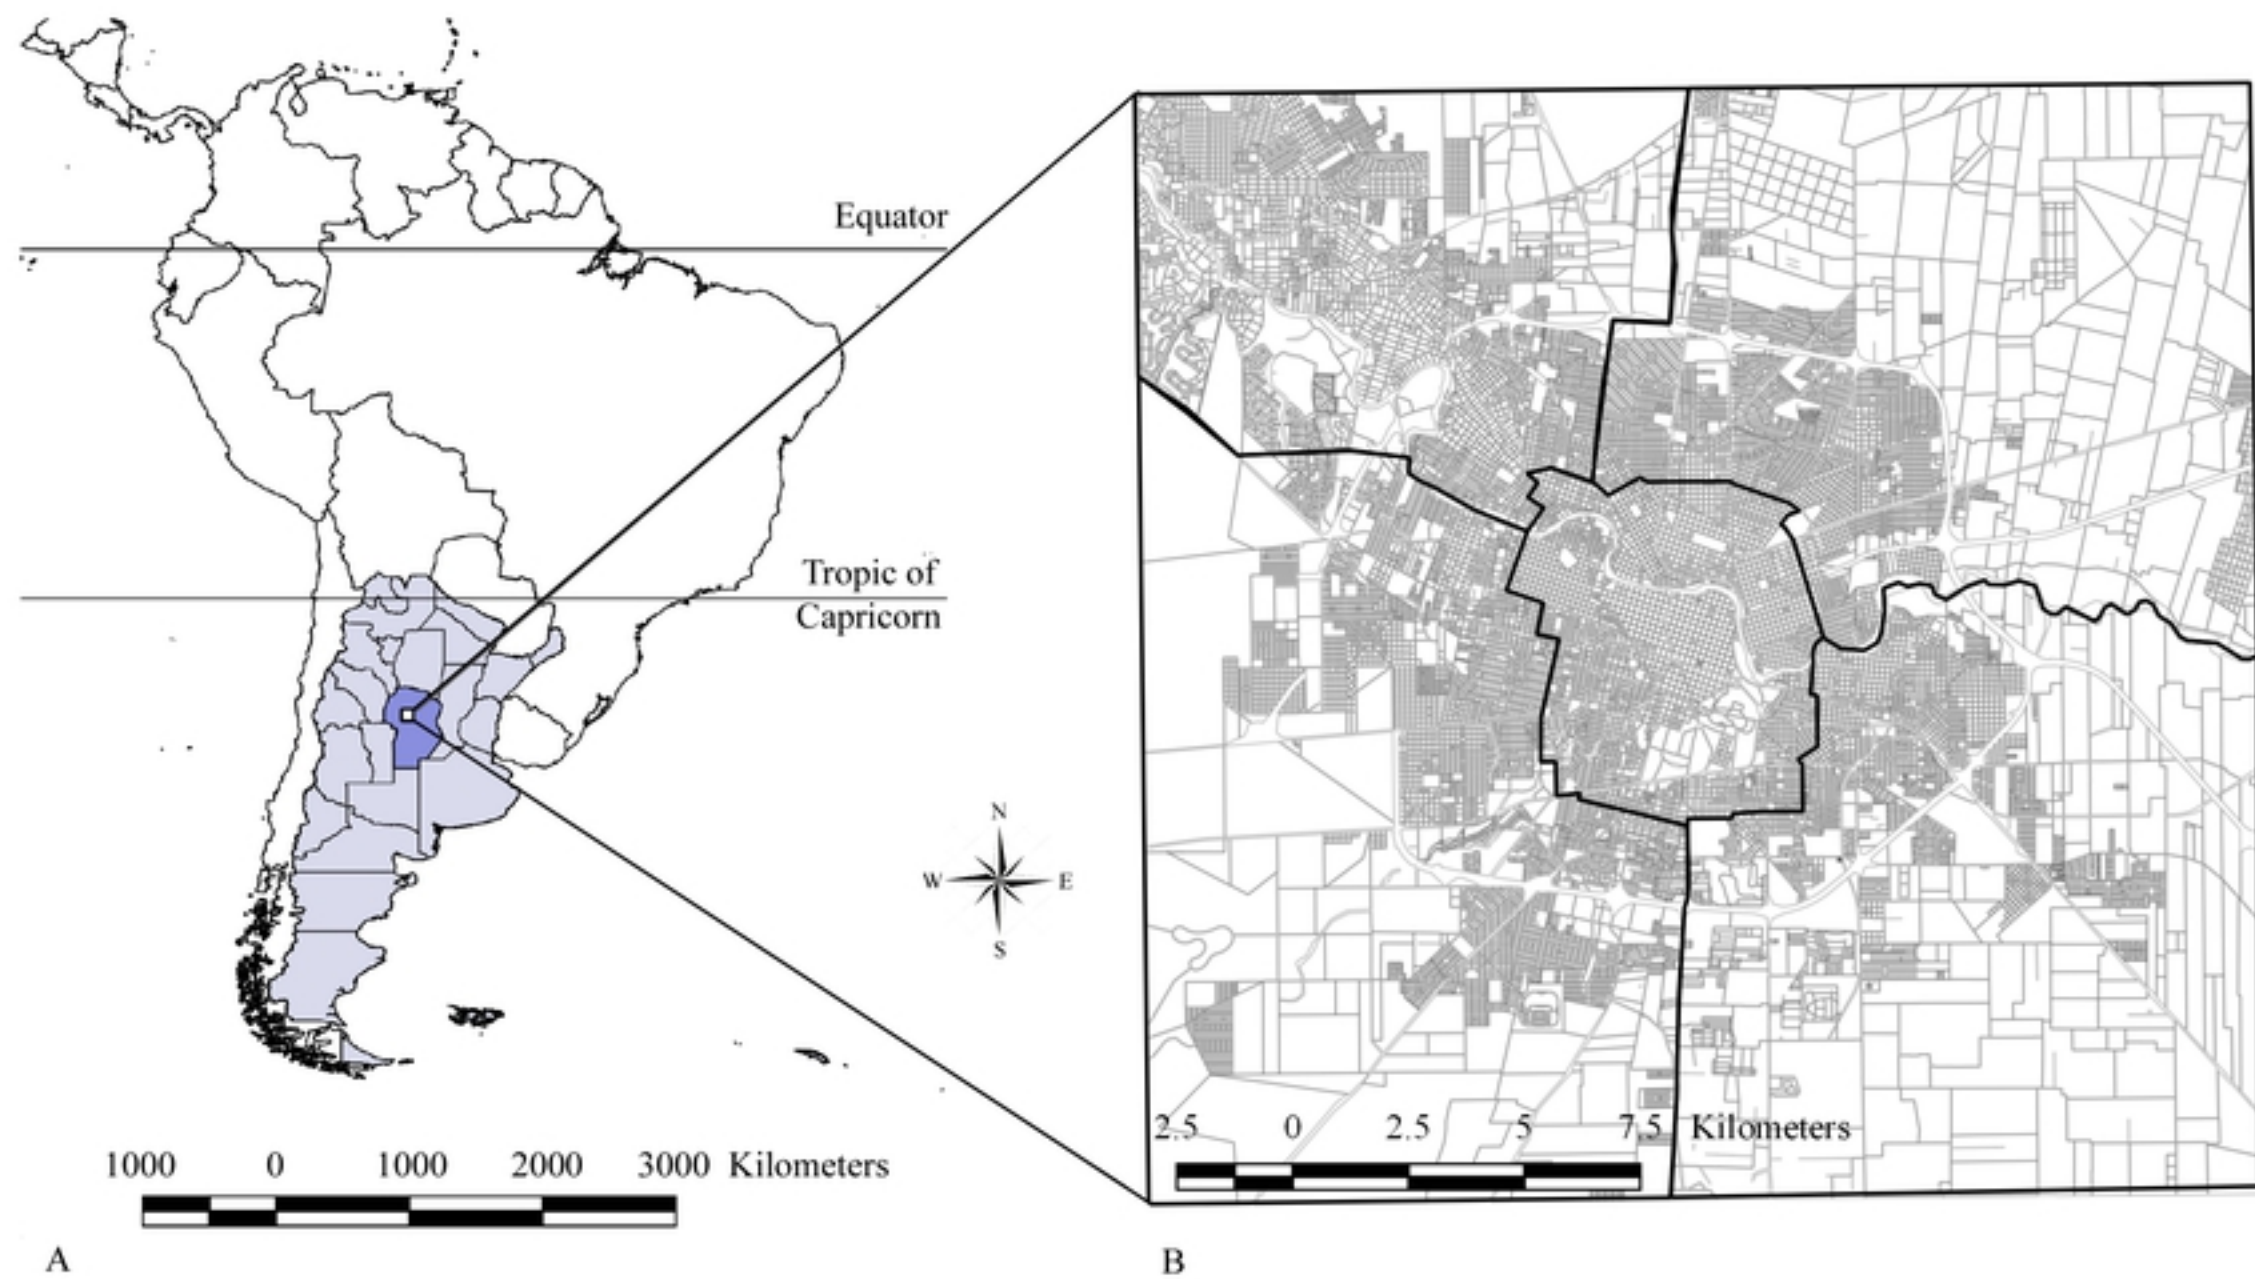 Equator
Tropic of
Capricorn
N
W E
S
1000 0 1000 2000 3000 Kilometers
2.5 0 2.5 5 7.5 Kilometers
A
B